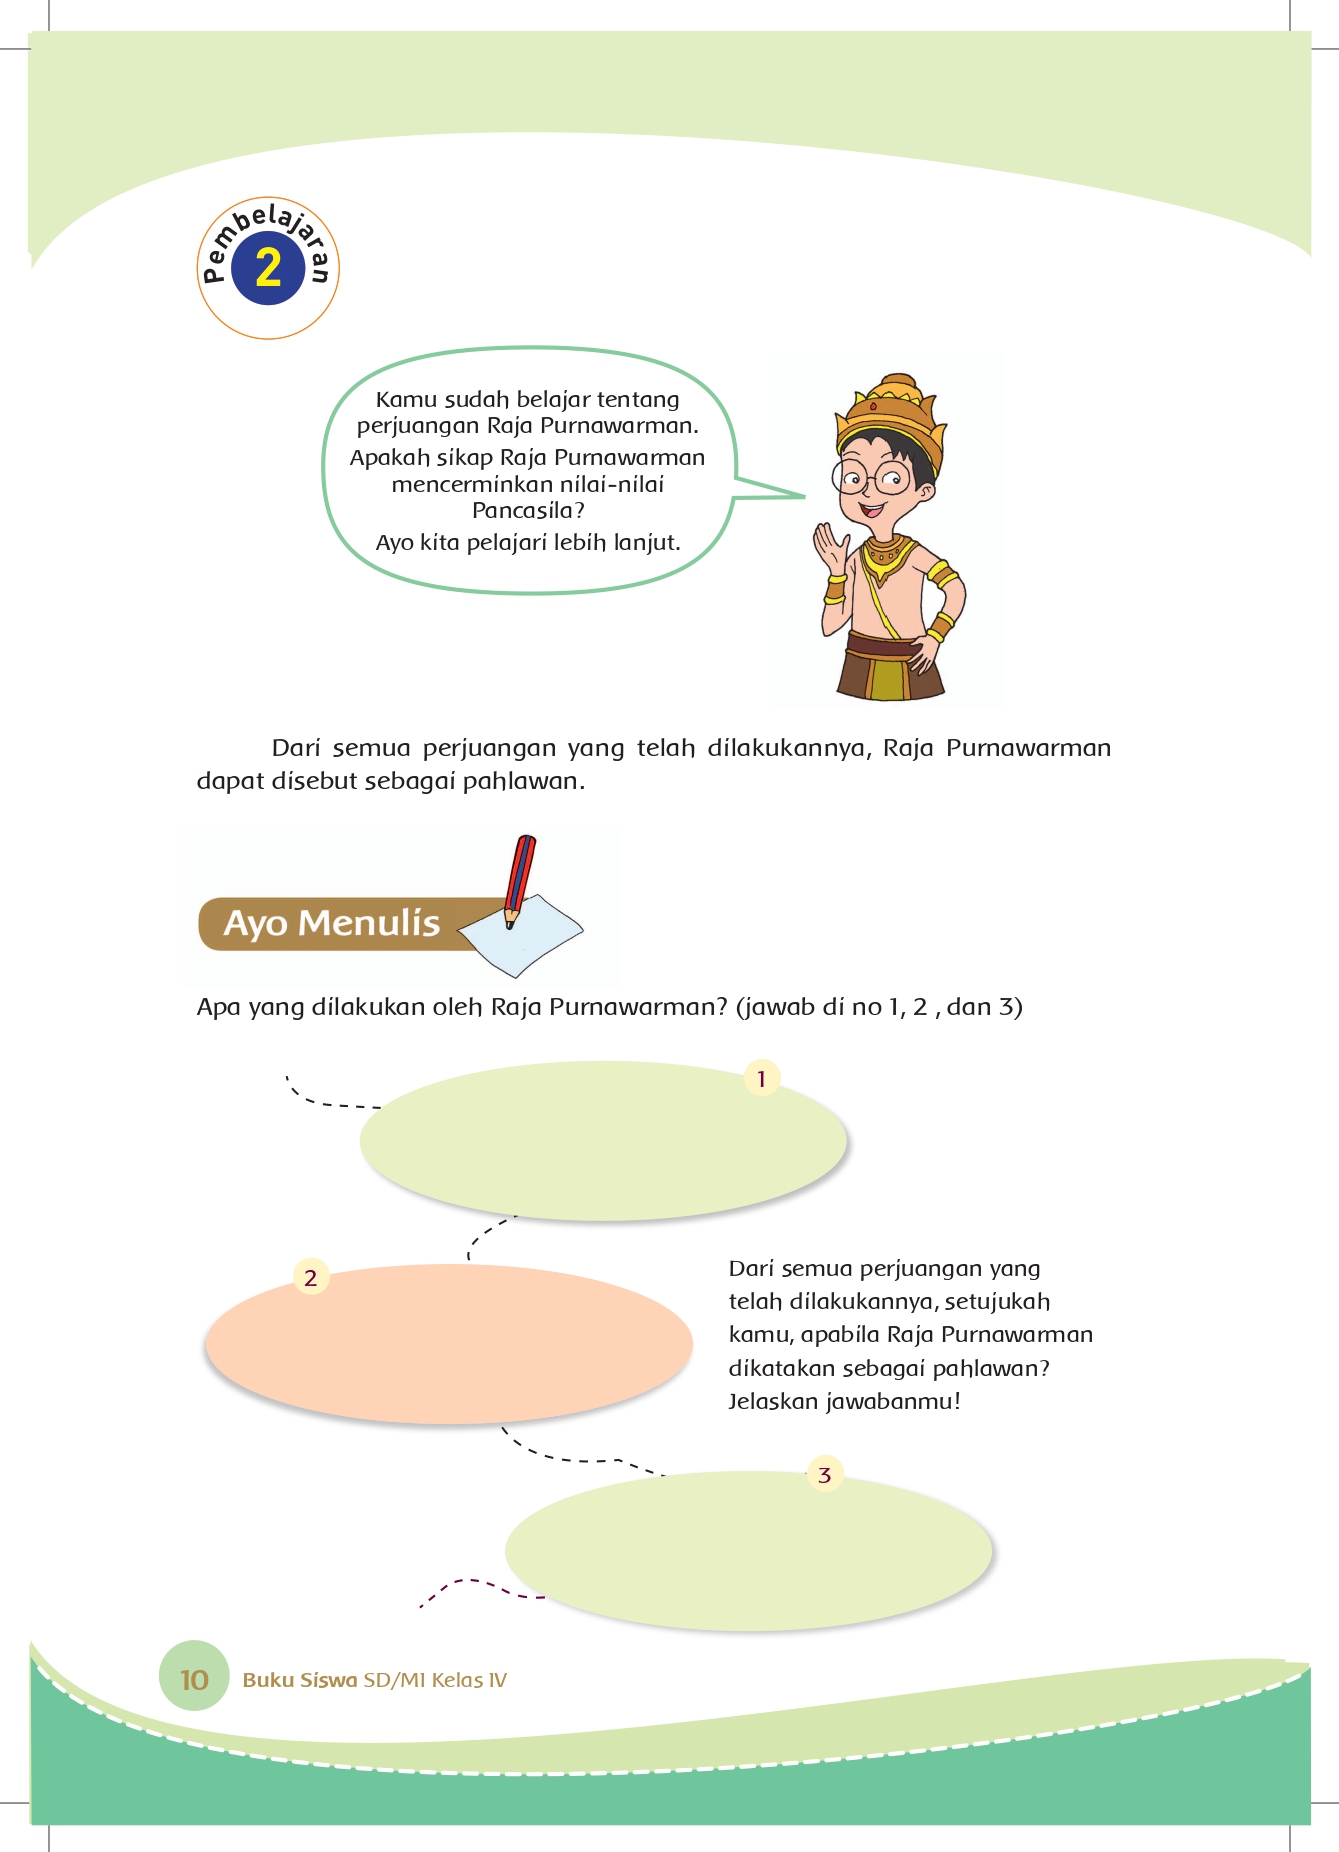 Pembelajaran
2
Kamu sudah belajar tentang
perjuangan Raja Purnawarman.
Apakah sikap Raja Purnawarman
mencerminkan nilai-nilai
Pancasila?
Ayo kita pelajari lebih lanjut.
Dari semua perjuangan yang telah dilakukannya, Raja Purnawarman
dapat disebut sebagai pahlawan.
Ayo Menulis
Apa yang dilakukan oleh Raja Purnawarman? (jawab di no 1, 2 , dan 3)
1
2
Dari semua perjuangan yang
telah dilakukannya, setujukah
kamu, apabila Raja Purnawarman
dikatakan sebagai pahlawan?
Jelaskan jawabanmu!
3
10
Buku Siswa SD/MI Kelas IV